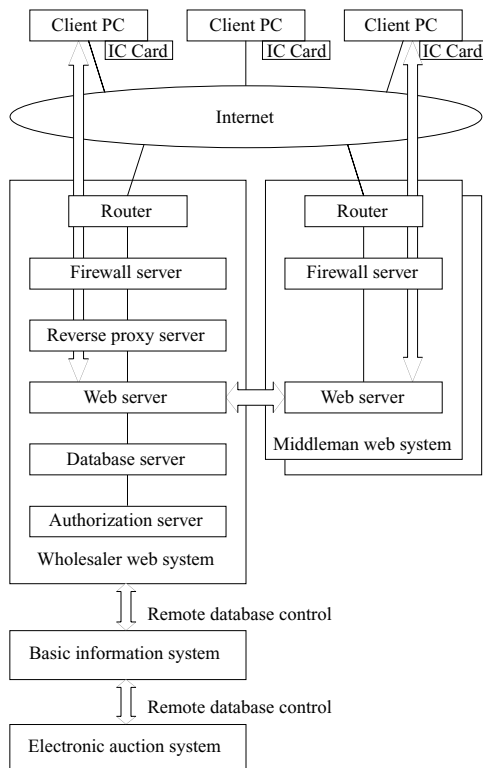 Client PC
IC Card
Client PC
IC Card
Client PC
IC Card
Internet
Router
Firewall server
Reverse proxy server
Web server
Database server
Authorization server
Wholesaler web system
Router
Firewall server
Web server
Middleman web system
Remote database control
Basic information system
Remote database control
Electronic auction system